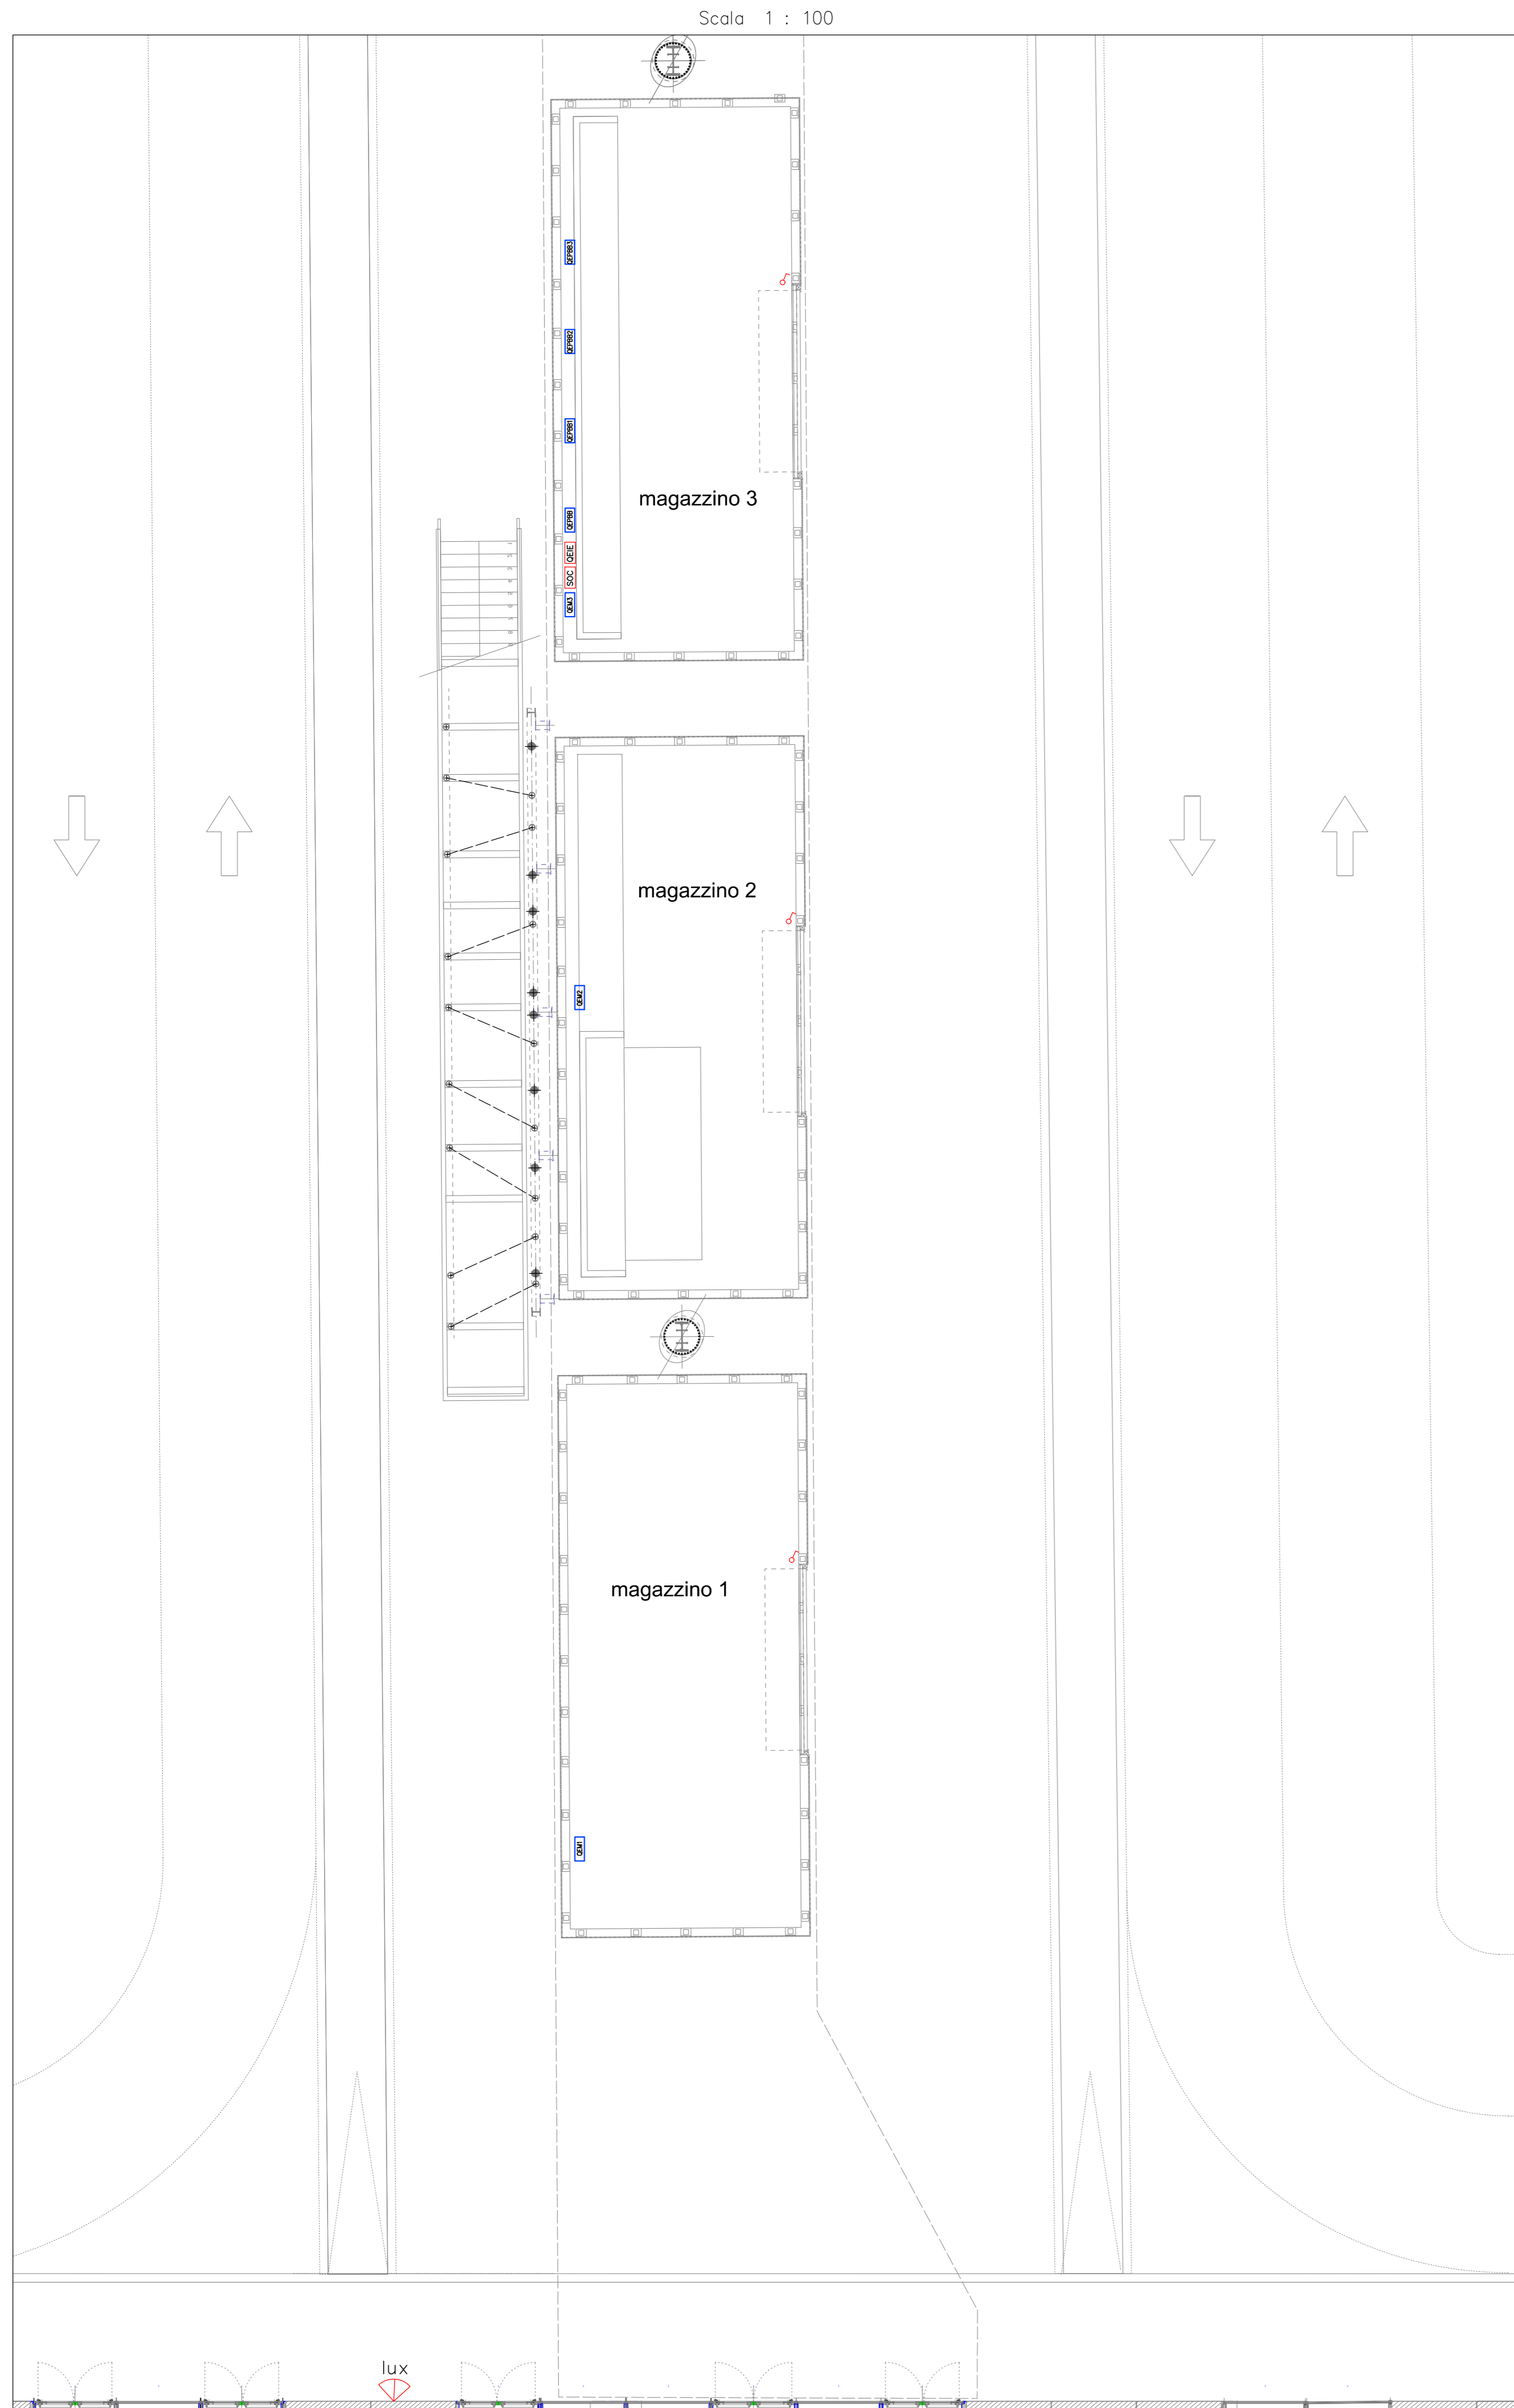 Scala 1 : 100
QEPBB3
QEPBB2
QEPBB1
magazzino 3
QEPBB
QEIE
SOC
QEM3
magazzino 2
QEM2
magazzino 1
QEM1
lux